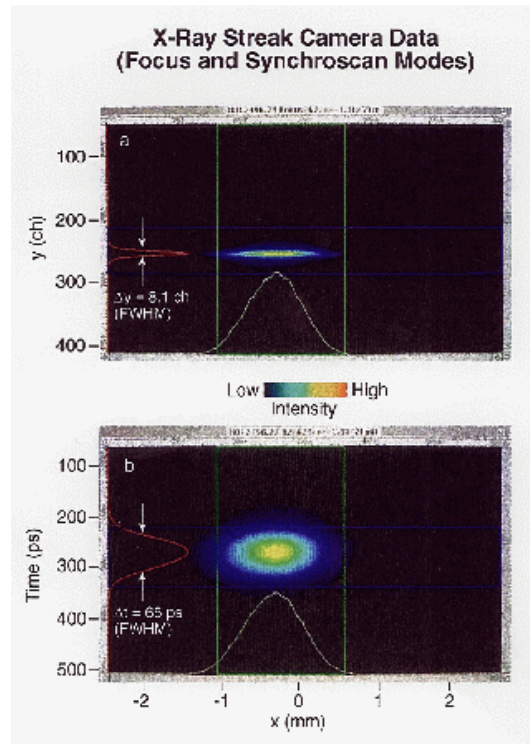 X-Ray Streak Camera Data
(Focus and Synchroscan Modes)
a
100
200
300
400
y (ch)
Δy = 8.1 ch
(FWHM)
Low
High
Intensity
b
100
200
300
400
500
Time (ps)
Δt = 65 ps
(FWHM)
-2
-1
0
1
2
x (mm)